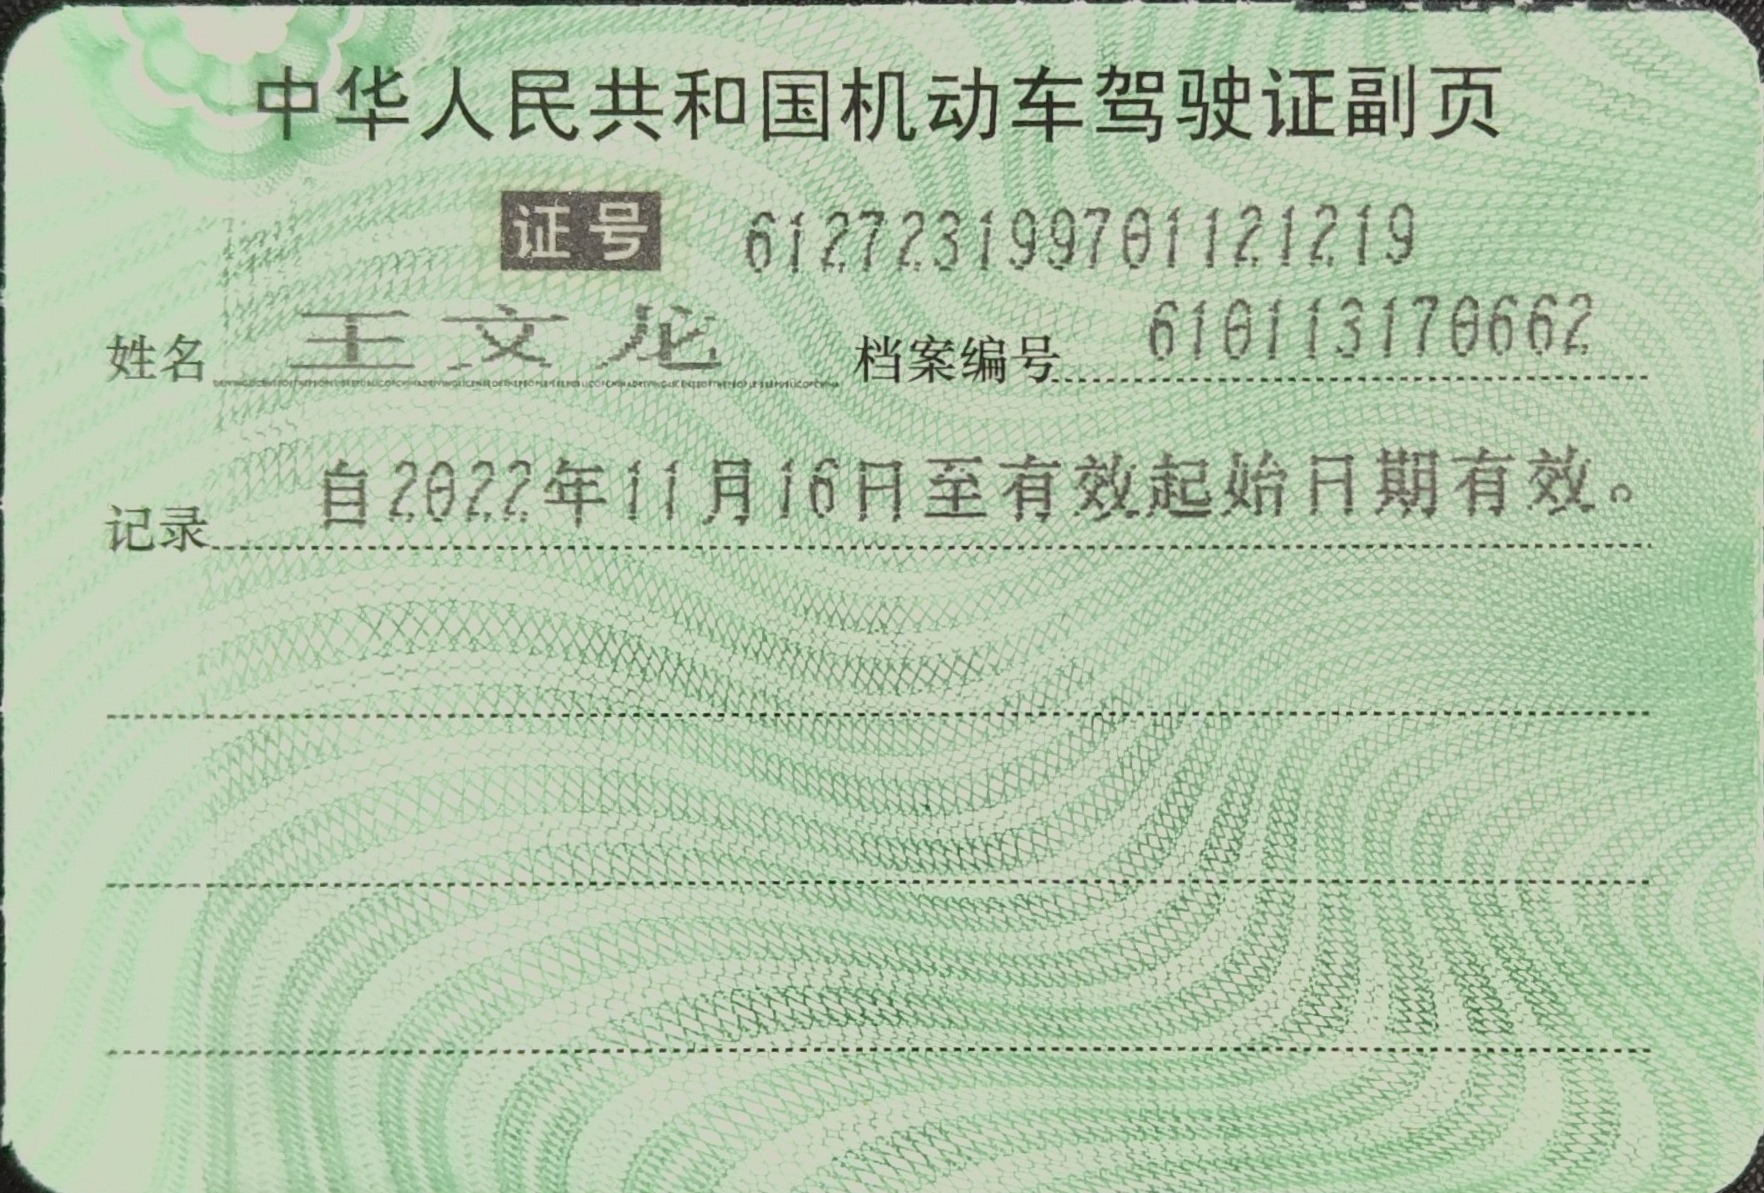 中华人民共和国机动车驾驶证副页
证号 612723199701121219
姓名 王文龙 档案编号 610113170662
记录 自2022年11月16日至有效起始日期有效。